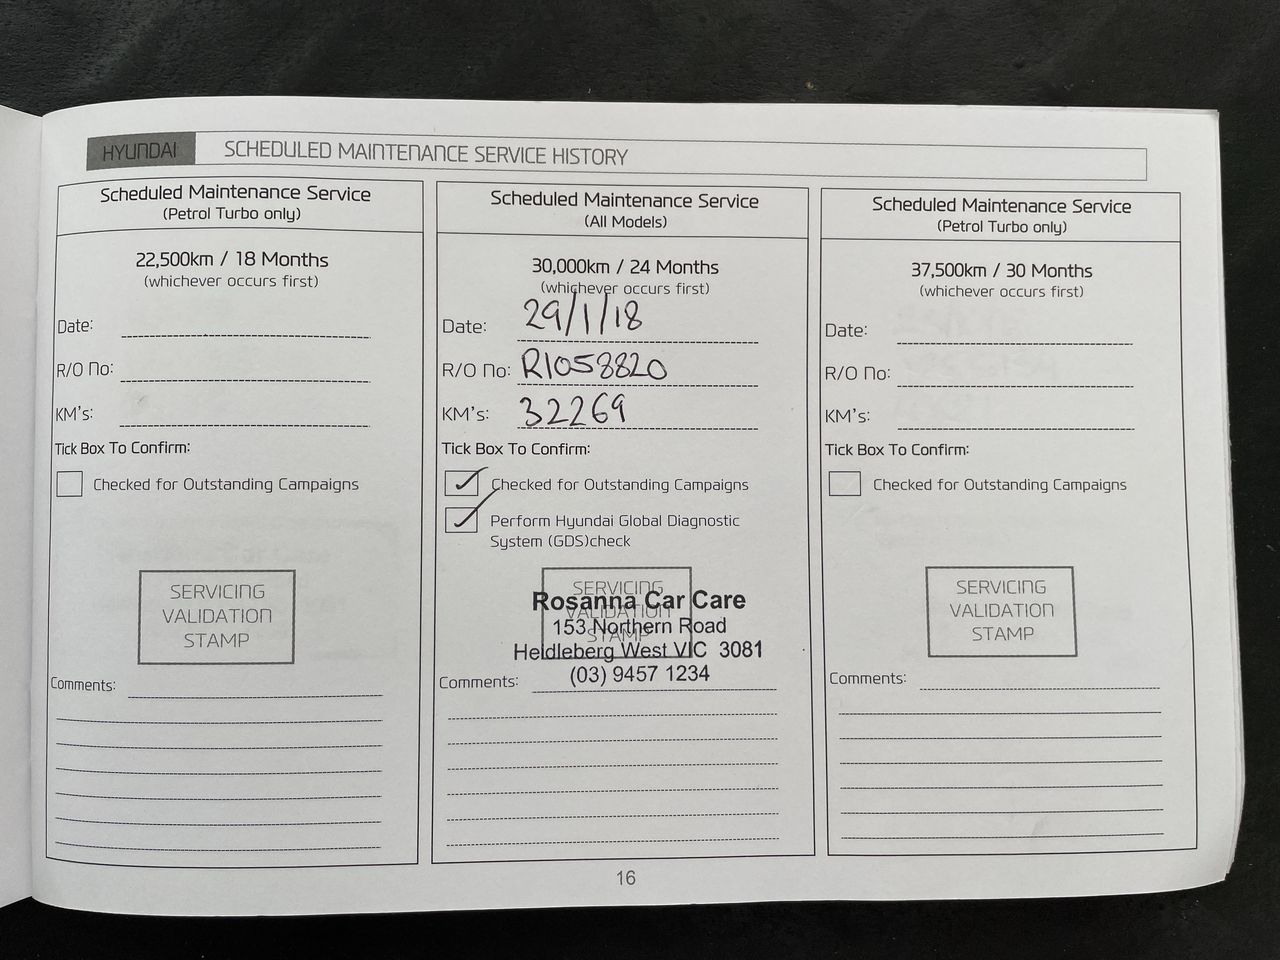 HYUNDAI SCHEDULED MAINTENANCE SERVICE HISTORY
Scheduled Maintenance Service
(Petrol Turbo only)
22,500km / 18 Months
(whichever occurs first)
Date:
R/O No:
KM's:
Tick Box To Confirm:
Checked for Outstanding Campaigns
SERVICING
VALIDATION
STAMP
Comments:
Scheduled Maintenance Service
(All Models)
30,000km / 24 Months
(whichever occurs first)
Date: 29/1/18
R/O No: R1058820
KM's: 32269
Tick Box To Confirm:
Checked for Outstanding Campaigns
Perform Hyundai Global Diagnostic
System (GDS)check
SERVICING
VALIDATION
STAMP
Rosanna Car Care
153 Northern Road
Heidleberg West VIC 3081
(03) 9457 1234
Comments:
Scheduled Maintenance Service
(Petrol Turbo only)
37,500km / 30 Months
(whichever occurs first)
Date:
R/O No:
KM's:
Tick Box To Confirm:
Checked for Outstanding Campaigns
SERVICING
VALIDATION
STAMP
Comments:
16